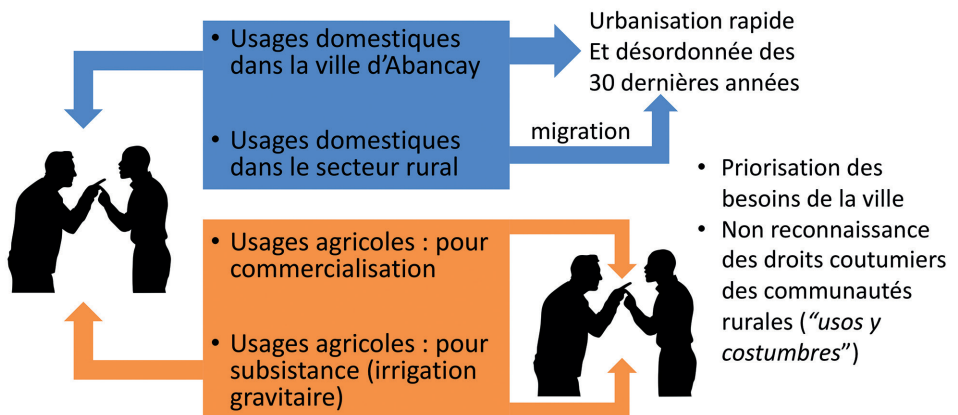 • Usages domestiques
dans la ville d’Abancay
• Usages domestiques
dans le secteur rural
Urbanisation rapide
Et désordonnée des
30 dernières années
migration
• Usages agricoles : pour
commercialisation
• Usages agricoles : pour
subsistance (irrigation
gravitaire)
• Priorisation des
besoins de la ville
• Non reconnaissance
des droits coutumiers
des communautés
rurales (“usos y
costumbres”)